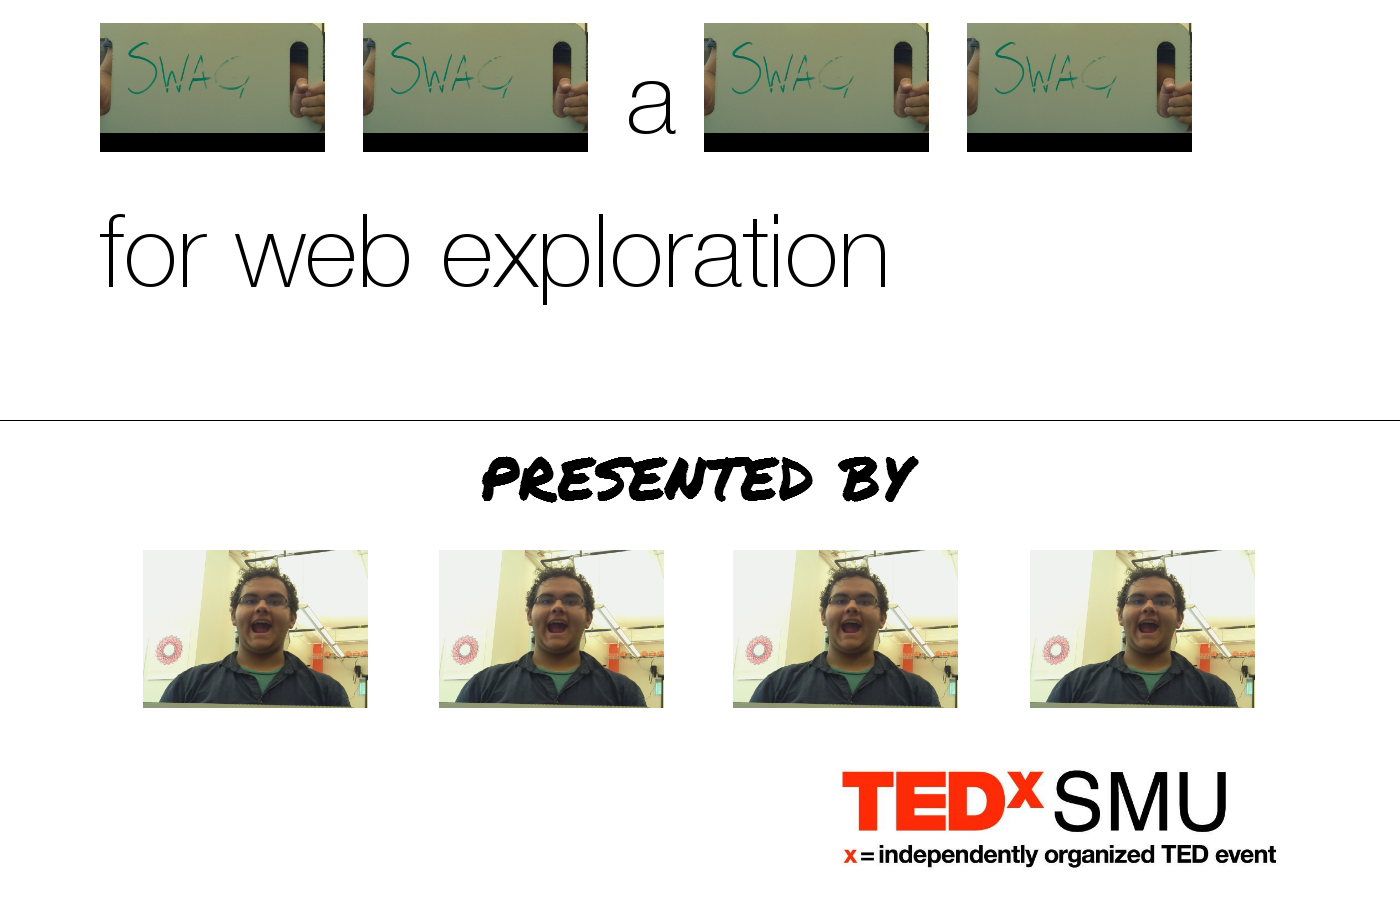 SWAG SWAG a SWAG SWAG
for web exploration
PRESENTED BY
TEDx SMU
x = independently organized TED event